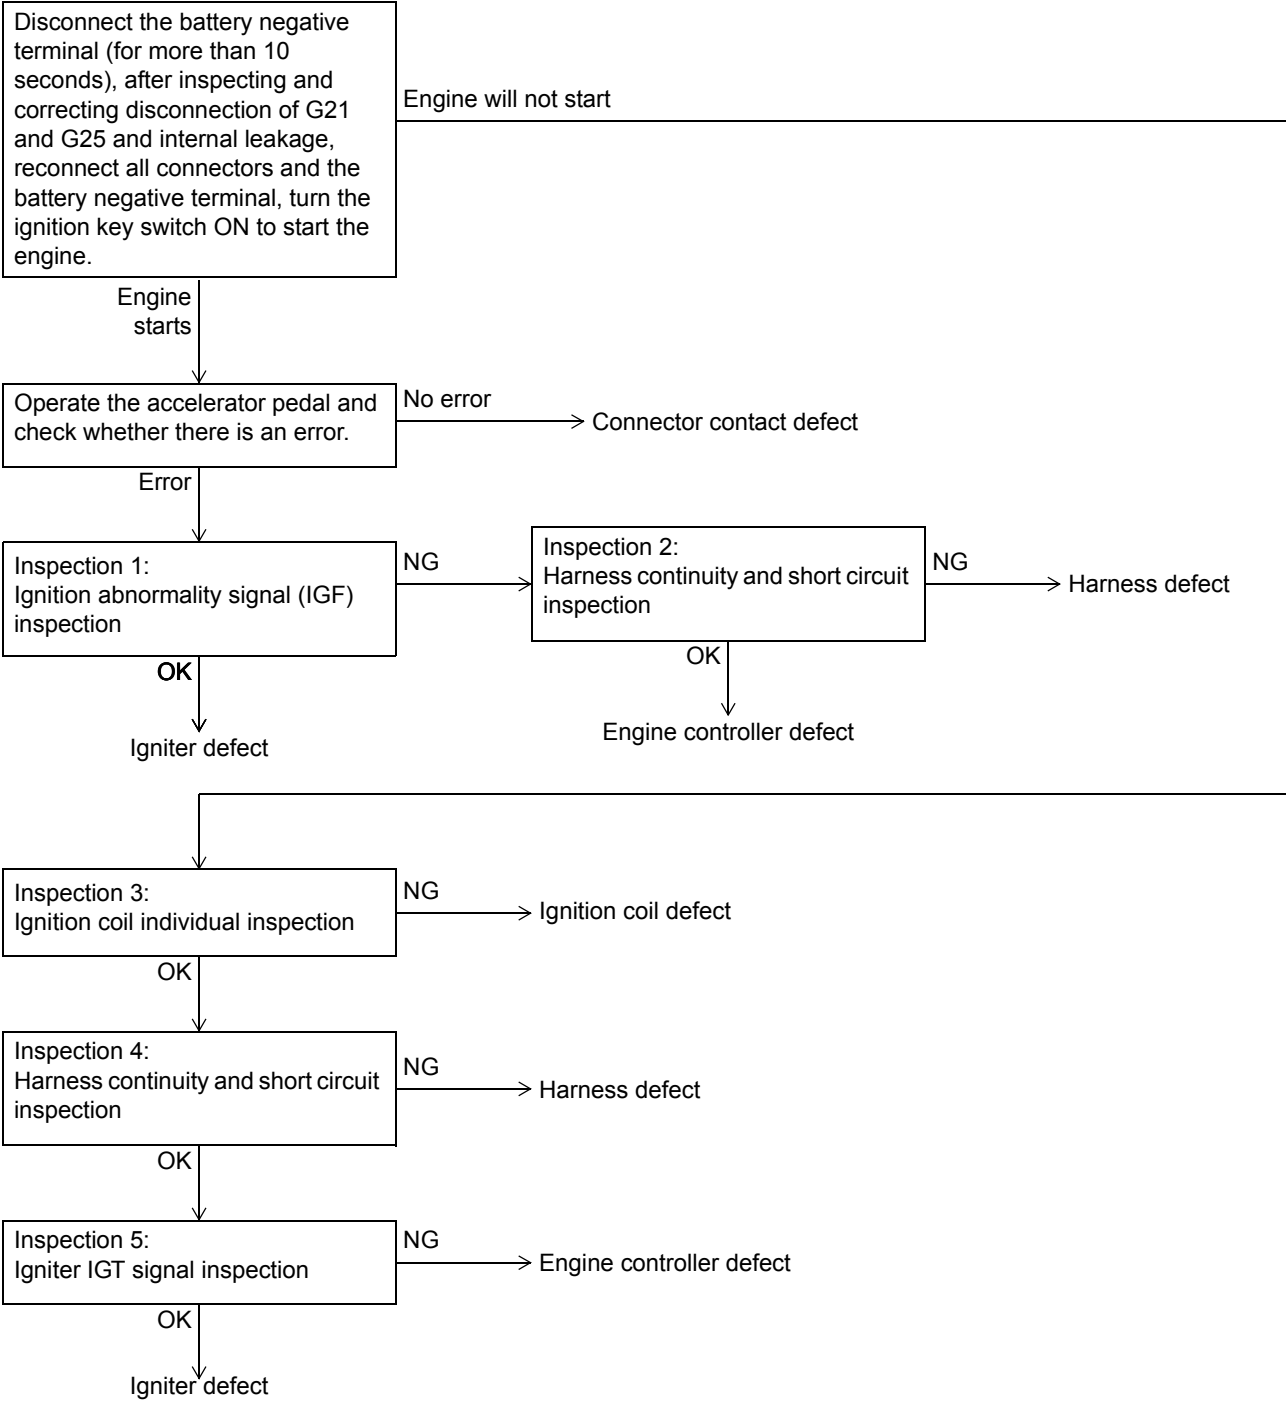 Disconnect the battery negative
terminal (for more than 10
seconds), after inspecting and
correcting disconnection of G21
and G25 and internal leakage,
reconnect all connectors and the
battery negative terminal, turn the
ignition key switch ON to start the
engine.
Engine will not start
Engine
starts
Operate the accelerator pedal and
check whether there is an error.
No error
Connector contact defect
Error
Inspection 1:
Ignition abnormality signal (IGF)
inspection
NG
Inspection 2:
Harness continuity and short circuit
inspection
NG
Harness defect
OK
Igniter defect
OK
Engine controller defect
Inspection 3:
Ignition coil individual inspection
NG
Ignition coil defect
OK
Inspection 4:
Harness continuity and short circuit
inspection
NG
Harness defect
OK
Inspection 5:
Igniter IGT signal inspection
NG
Engine controller defect
OK
Igniter defect